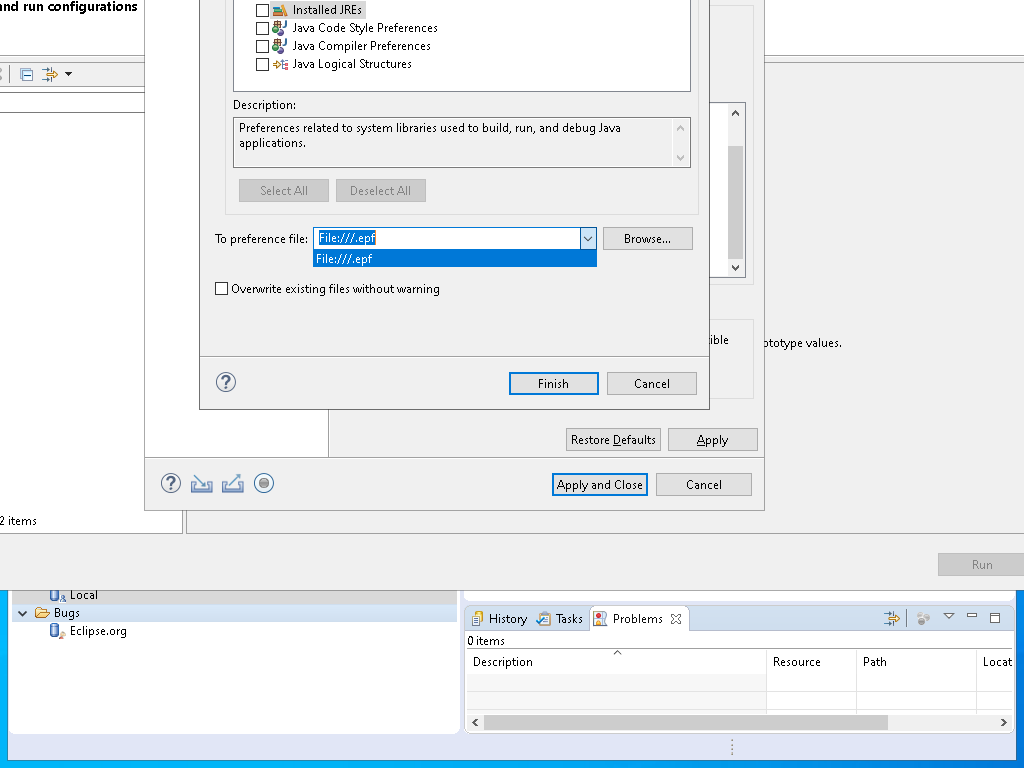 and run configurations
Installed JREs
Java Code Style Preferences
Java Compiler Preferences
Java Logical Structures
Description:
Preferences related to system libraries used to build, run, and debug Java
applications.
Select All
Deselect All
To preference file:
File:///.epf
Browse...
File:///.epf
Overwrite existing files without warning
ible
ototype values.
Finish
Cancel
Restore Defaults
Apply
Apply and Close
Cancel
2 items
Run
Local
Bugs
Eclipse.org
History
Tasks
Problems
0 items
Description
Resource
Path
Locat